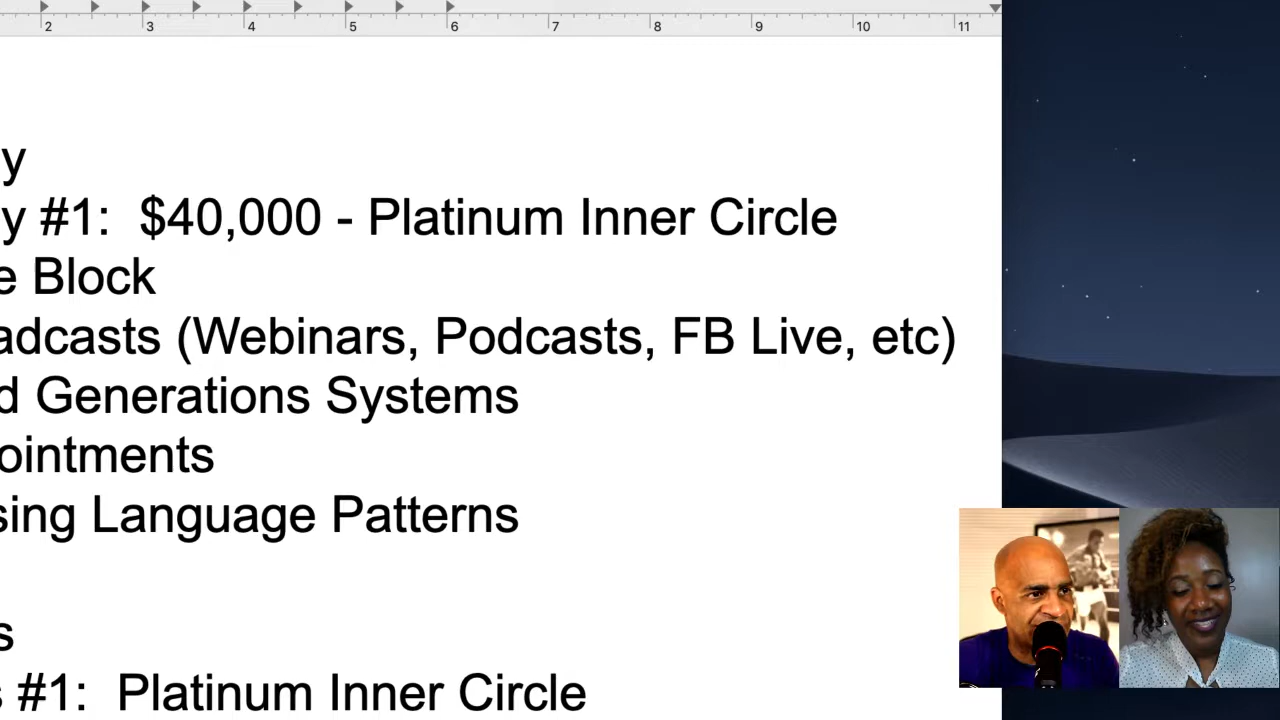 2 3 4 5 6 7 8 9 10 11
y
y #1: $40,000 - Platinum Inner Circle
e Block
adcasts (Webinars, Podcasts, FB Live, etc)
d Generations Systems
ointments
sing Language Patterns
s
s #1: Platinum Inner Circle